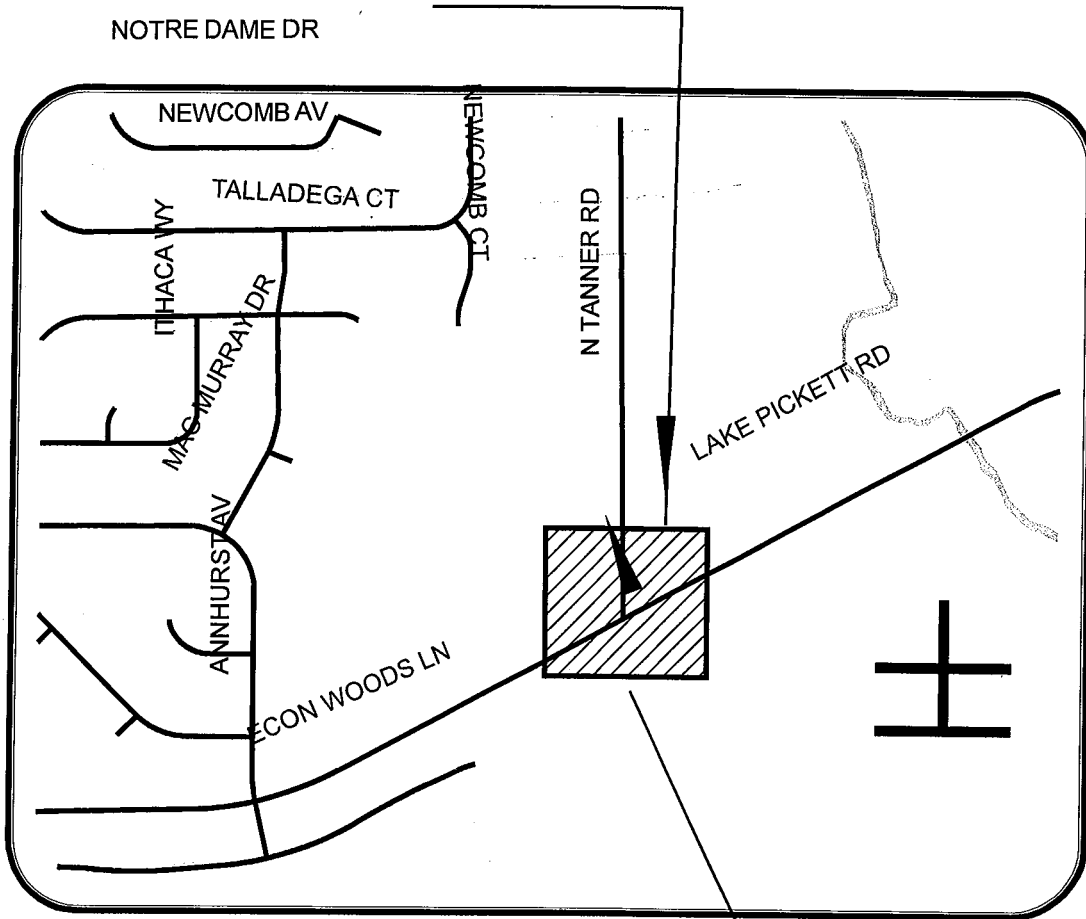 NOTRE DAME DR
NEWCOMB AV
NEWCOMB CT
TALLADEGA CT
ITHACA WY
N TANNER RD
MAC MURRAY DR
LAKE PICKETT RD
ANNHURST AV
ECON WOODS LN